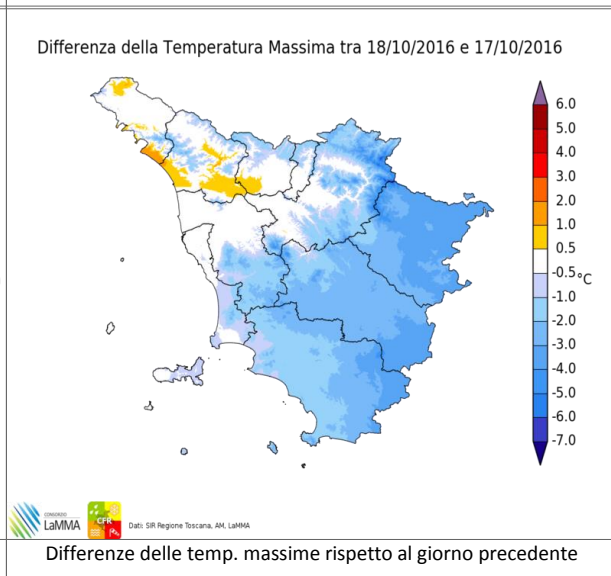 Differenza della Temperatura Massima tra 18/10/2016 e 17/10/2016
6.0
5.0
4.0
3.0
2.0
1.0
0.5
-0.5
°C
-1.0
-2.0
-3.0
-4.0
-5.0
-6.0
-7.0
CONSORZIO
LaMMA
CFR
Dati: SIR Regione Toscana, AM, LaMMA
Differenze delle temp. massime rispetto al giorno precedente